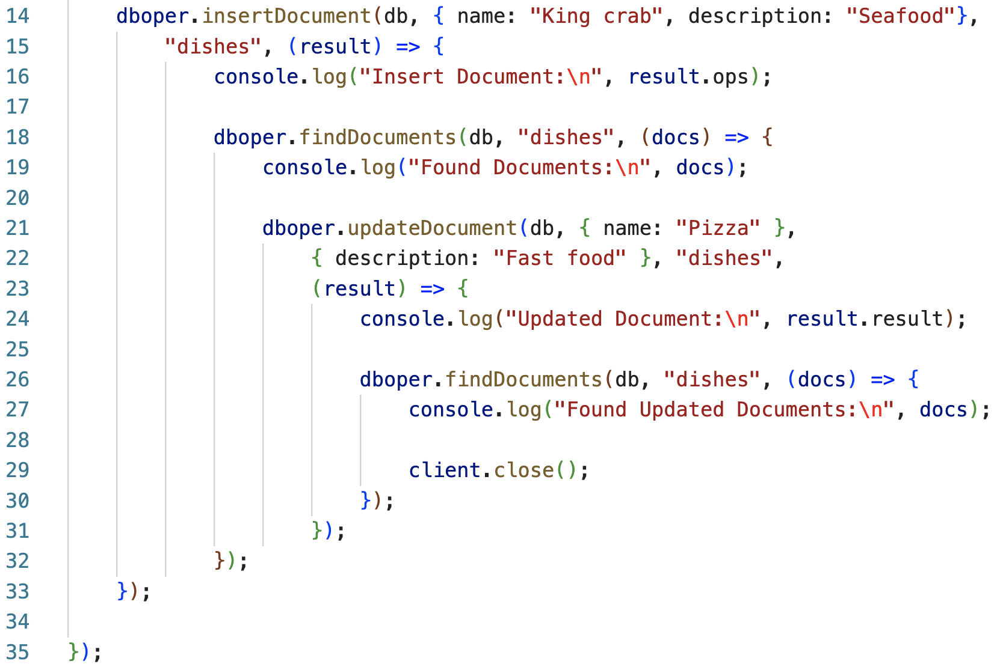 14 dboper.insertDocument(db, { name: "King crab", description: "Seafood"},
15 "dishes", (result) => {
16 console.log("Insert Document:\n", result.ops);
17
18 dboper.findDocuments(db, "dishes", (docs) => {
19 console.log("Found Documents:\n", docs);
20
21 dboper.updateDocument(db, { name: "Pizza" },
22 { description: "Fast food" }, "dishes",
23 (result) => {
24 console.log("Updated Document:\n", result.result);
25
26 dboper.findDocuments(db, "dishes", (docs) => {
27 console.log("Found Updated Documents:\n", docs);
28
29 client.close();
30 });
31 });
32 });
33 });
34
35 });